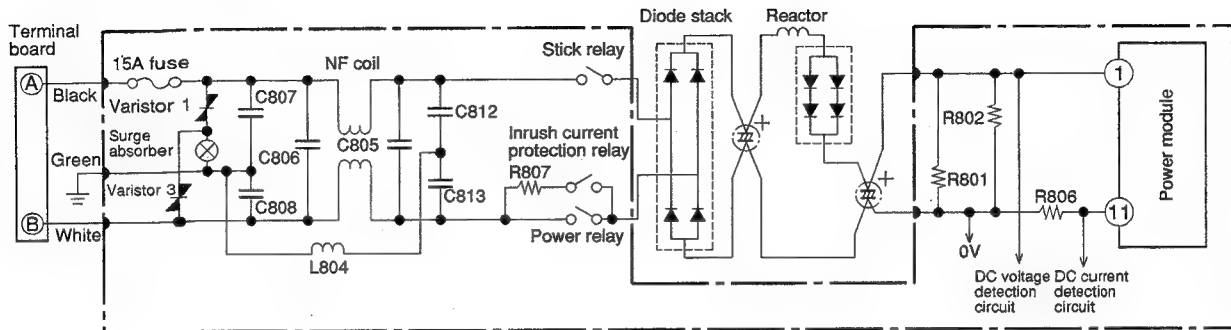 Terminal
board
A
Black
Green
B
White
15A fuse
Varistor 1
Surge
absorber
Varistor 3
C807
C806
C808
NF coil
C805
L804
C812
C813
Stick relay
Inrush current
protection relay
R807
Power relay
Diode stack
+
Reactor
+
R802
R801
R806
0V
DC voltage
detection
circuit
DC current
detection
circuit
1
11
Power module